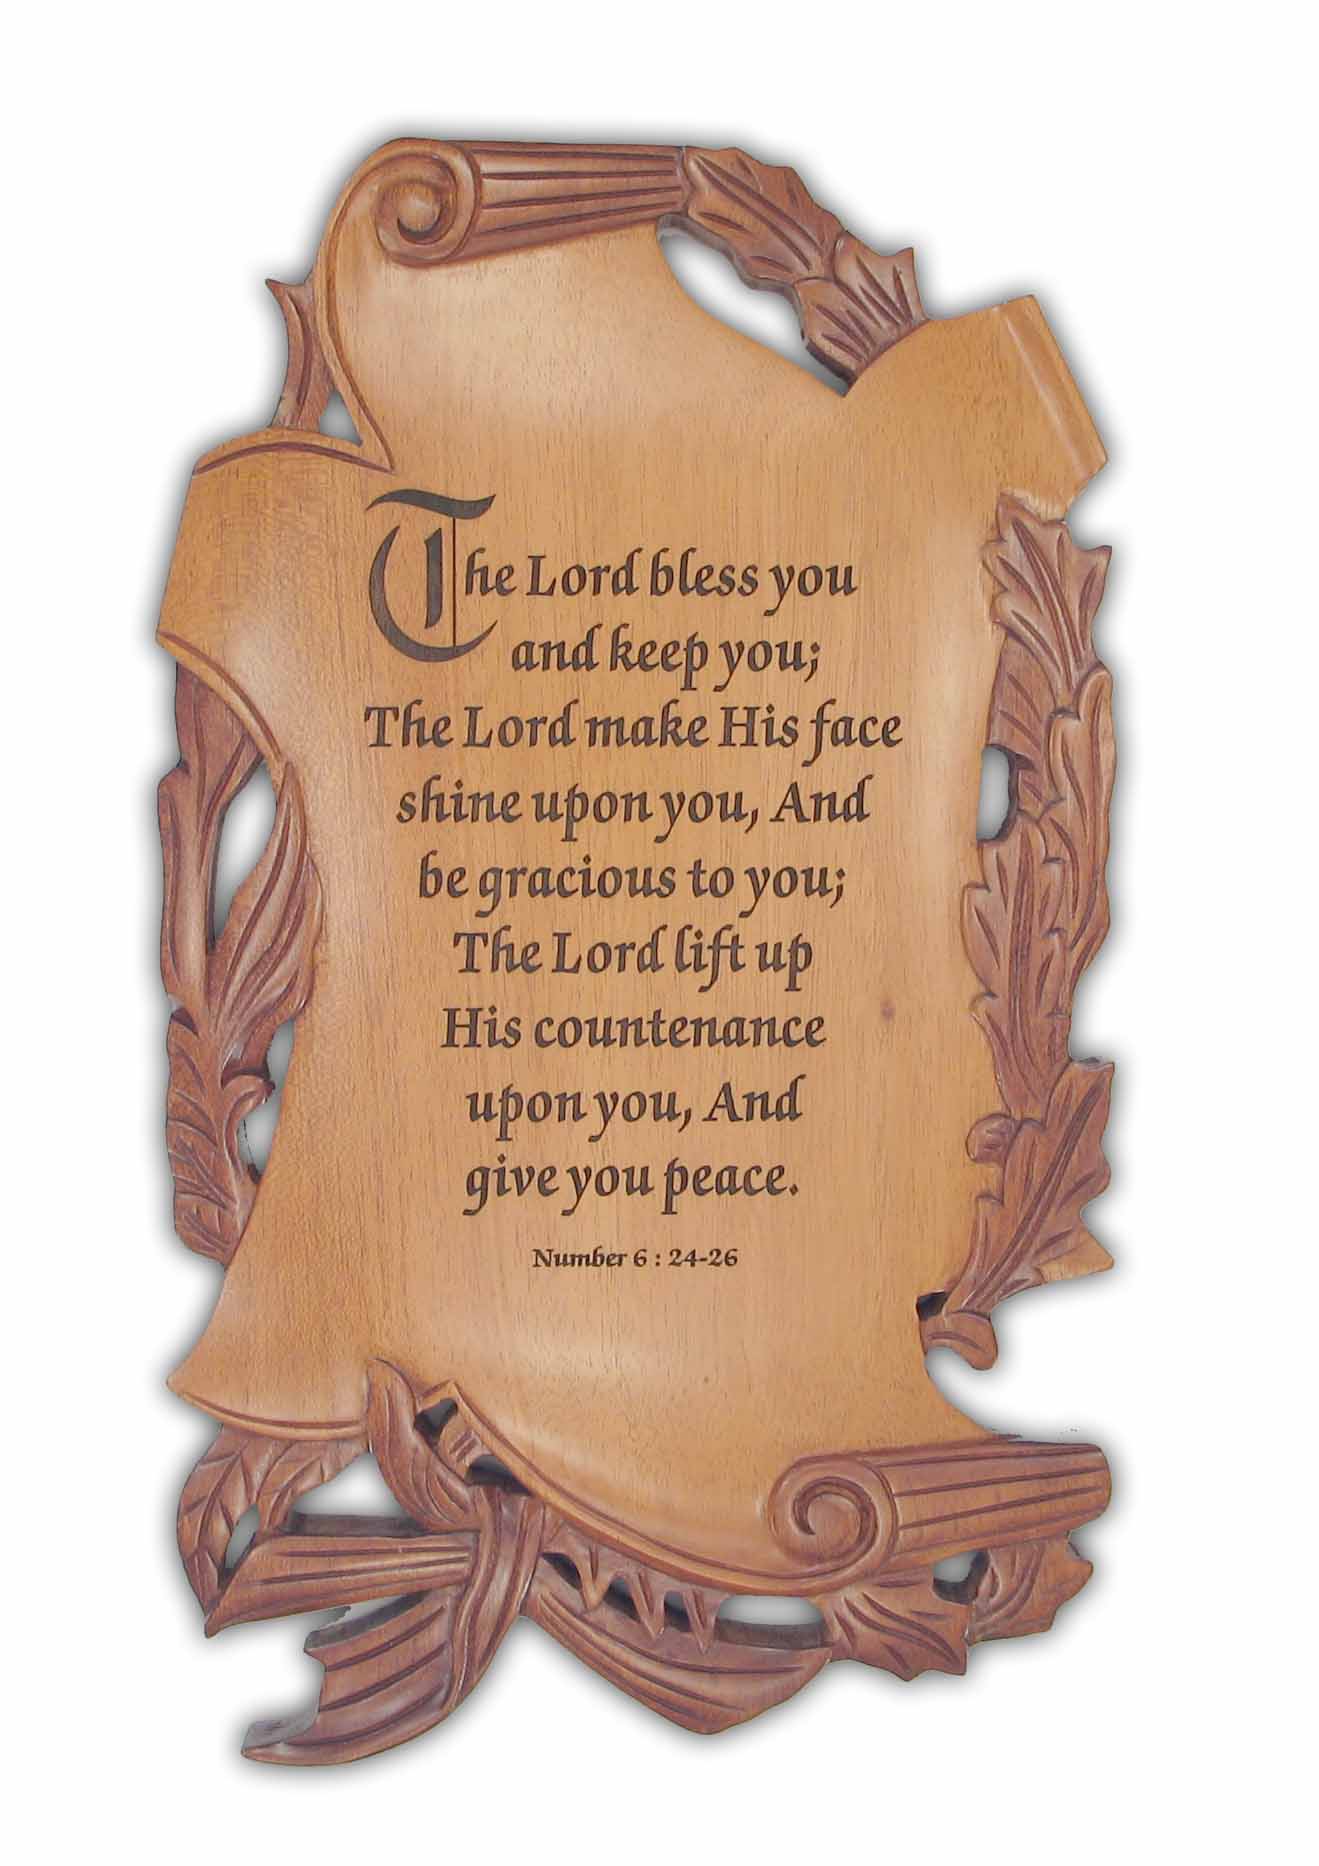 The Lord bless you
and keep you;
The Lord make His face
shine upon you, And
be gracious to you;
The Lord lift up
His countenance
upon you, And
give you peace.
Number 6 : 24-26